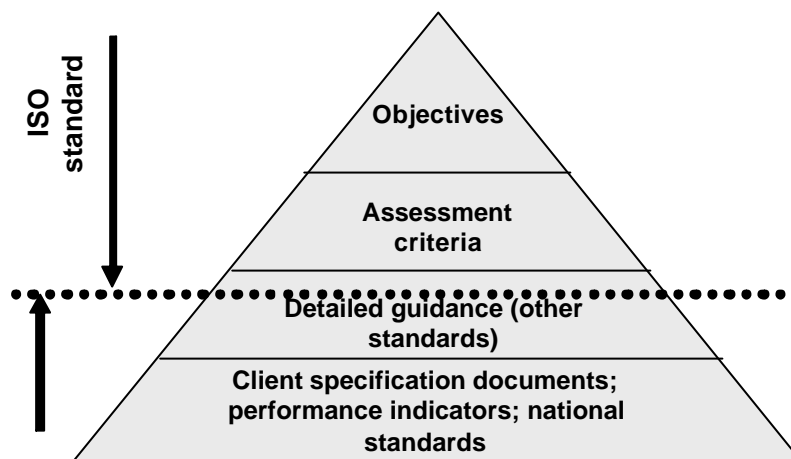 ISO
standard
Objectives
Assessment
criteria
Detailed guidance (other
standards)
Client specification documents;
performance indicators; national
standards